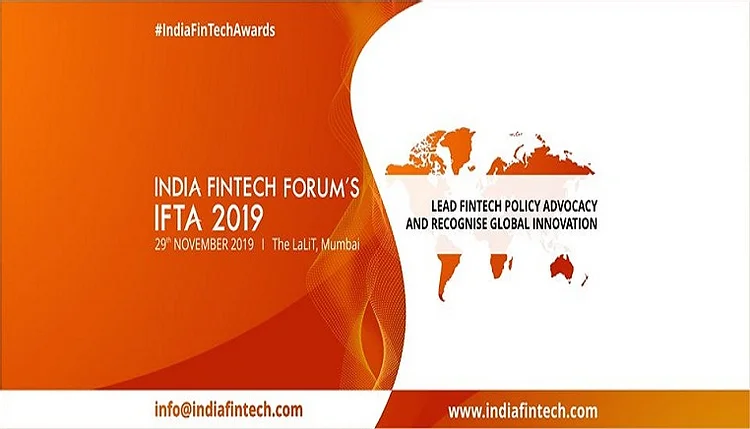 #IndiaFinTechAwards
INDIA FINTECH FORUM'S
IFTA 2019
29th NOVEMBER 2019 | The LaLiT, Mumbai
LEAD FINTECH POLICY ADVOCACY
AND RECOGNISE GLOBAL INNOVATION
info@indiafintech.com
www.indiafintech.com